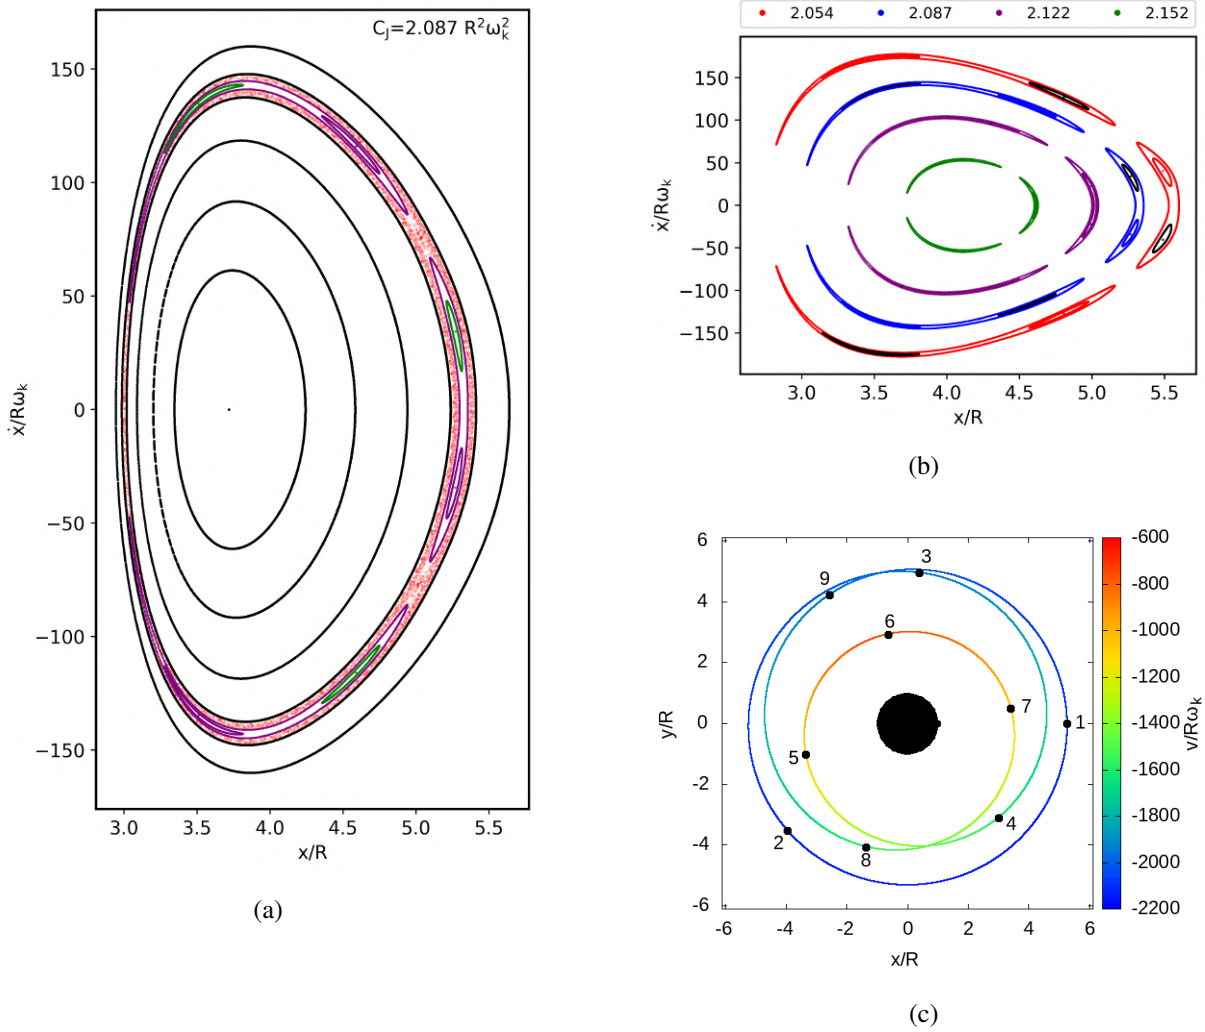 C_J=2.087 R²ω_k²
150
100
50
0
−50
−100
−150
ẋ/Rω_k
3.0 3.5 4.0 4.5 5.0 5.5
x/R
(a)
2.054 2.087 2.122 2.152
150
100
50
0
−50
−100
−150
ẋ/Rω_k
3.0 3.5 4.0 4.5 5.0 5.5
x/R
(b)
6
4
2
0
-2
-4
-6
y/R
-6 -4 -2 0 2 4 6
x/R
3
9
6
7
1
5
4
2
8
-600
-800
-1000
-1200
-1400
-1600
-1800
-2000
-2200
v/Rω_k
(c)